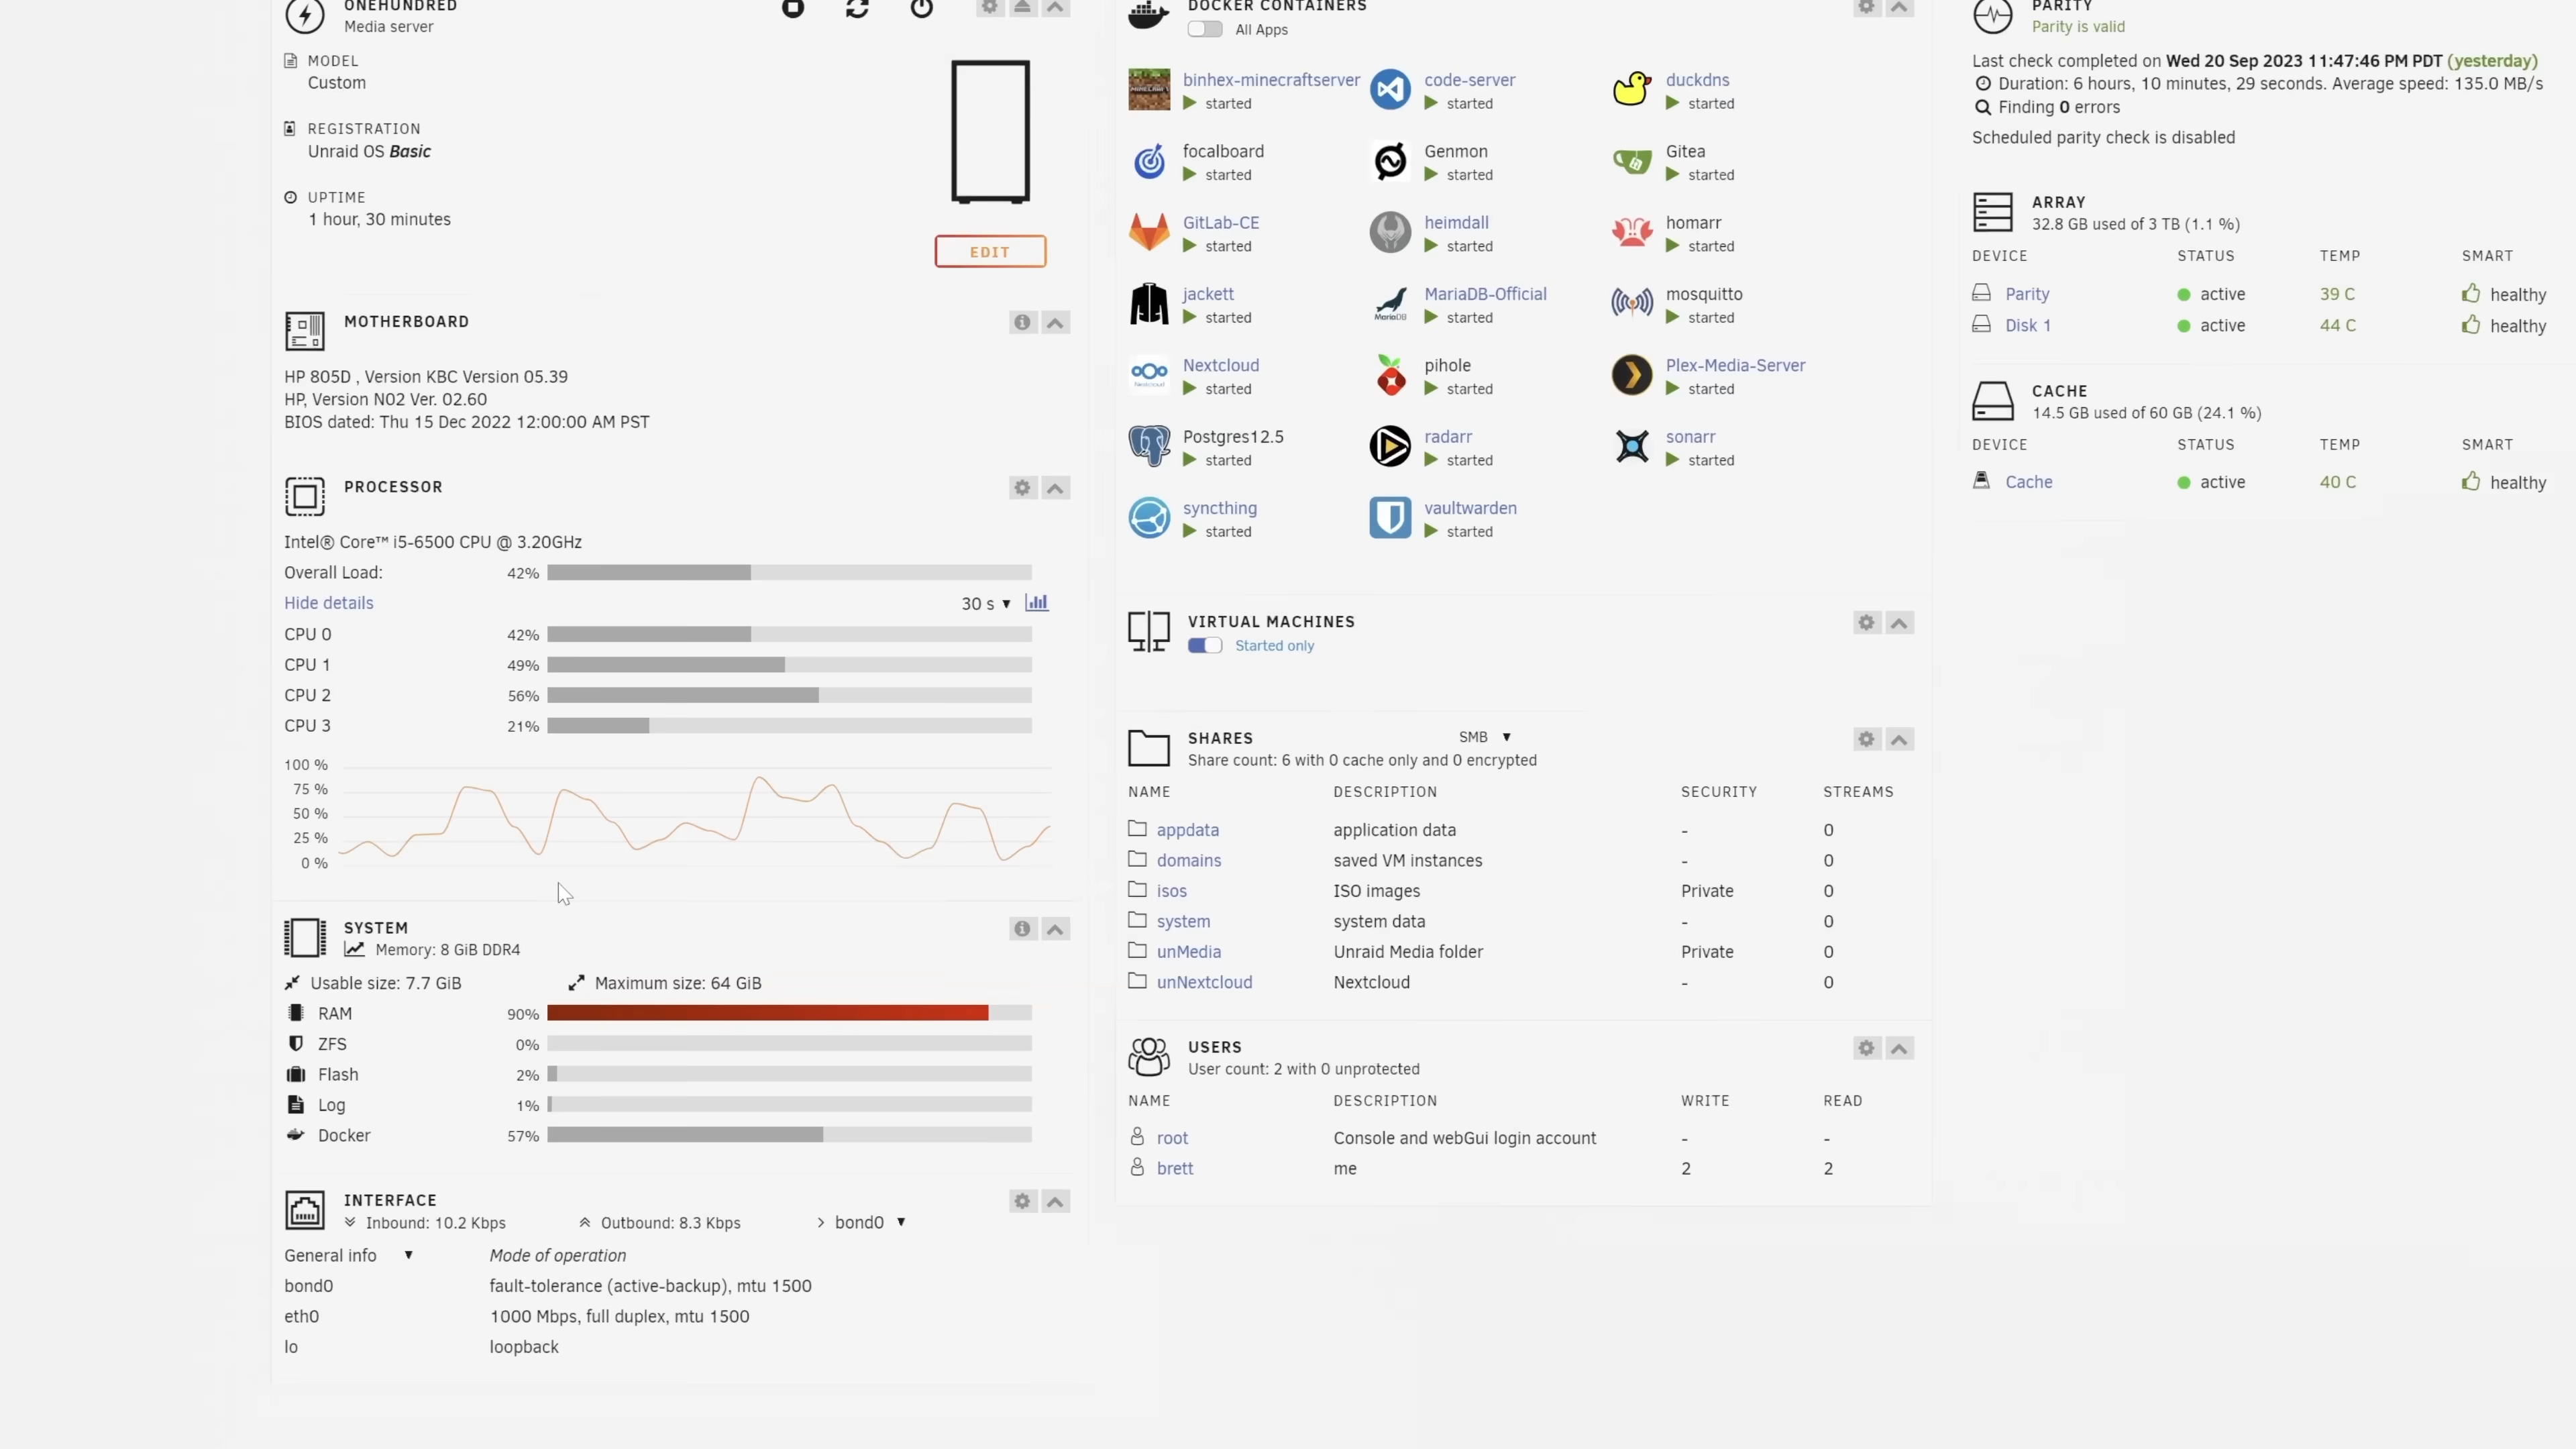 ONEHUNDRED
Media server
MODEL
Custom
REGISTRATION
Unraid OS Basic
UPTIME
1 hour, 30 minutes
EDIT
MOTHERBOARD
HP 805D , Version KBC Version 05.39
HP, Version N02 Ver. 02.60
BIOS dated: Thu 15 Dec 2022 12:00:00 AM PST
PROCESSOR
Intel® Core™ i5-6500 CPU @ 3.20GHz
Overall Load: 42%
Hide details 30 s
CPU 0 42%
CPU 1 49%
CPU 2 56%
CPU 3 21%
100 %
75 %
50 %
25 %
0 %
SYSTEM
Memory: 8 GiB DDR4
Usable size: 7.7 GiB Maximum size: 64 GiB
RAM 90%
ZFS 0%
Flash 2%
Log 1%
Docker 57%
INTERFACE
Inbound: 10.2 Kbps Outbound: 8.3 Kbps bond0
General info Mode of operation
bond0 fault-tolerance (active-backup), mtu 1500
eth0 1000 Mbps, full duplex, mtu 1500
lo loopback
DOCKER CONTAINERS
All Apps
binhex-minecraftserver code-server duckdns
started started started
focalboard Genmon Gitea
started started started
GitLab-CE heimdall homarr
started started started
jackett MariaDB-Official mosquitto
started started started
Nextcloud pihole Plex-Media-Server
started started started
Postgres12.5 radarr sonarr
started started started
syncthing vaultwarden
started started
VIRTUAL MACHINES
Started only
SHARES SMB
Share count: 6 with 0 cache only and 0 encrypted
NAME DESCRIPTION SECURITY STREAMS
appdata application data - 0
domains saved VM instances - 0
isos ISO images Private 0
system system data - 0
unMedia Unraid Media folder Private 0
unNextcloud Nextcloud - 0
USERS
User count: 2 with 0 unprotected
NAME DESCRIPTION WRITE READ
root Console and webGui login account - -
brett me 2 2
PARITY
Parity is valid
Last check completed on Wed 20 Sep 2023 11:47:46 PM PDT (yesterday)
Duration: 6 hours, 10 minutes, 29 seconds. Average speed: 135.0 MB/s
Finding 0 errors
Scheduled parity check is disabled
ARRAY
32.8 GB used of 3 TB (1.1 %)
DEVICE STATUS TEMP SMART
Parity active 39 C healthy
Disk 1 active 44 C healthy
CACHE
14.5 GB used of 60 GB (24.1 %)
DEVICE STATUS TEMP SMART
Cache active 40 C healthy